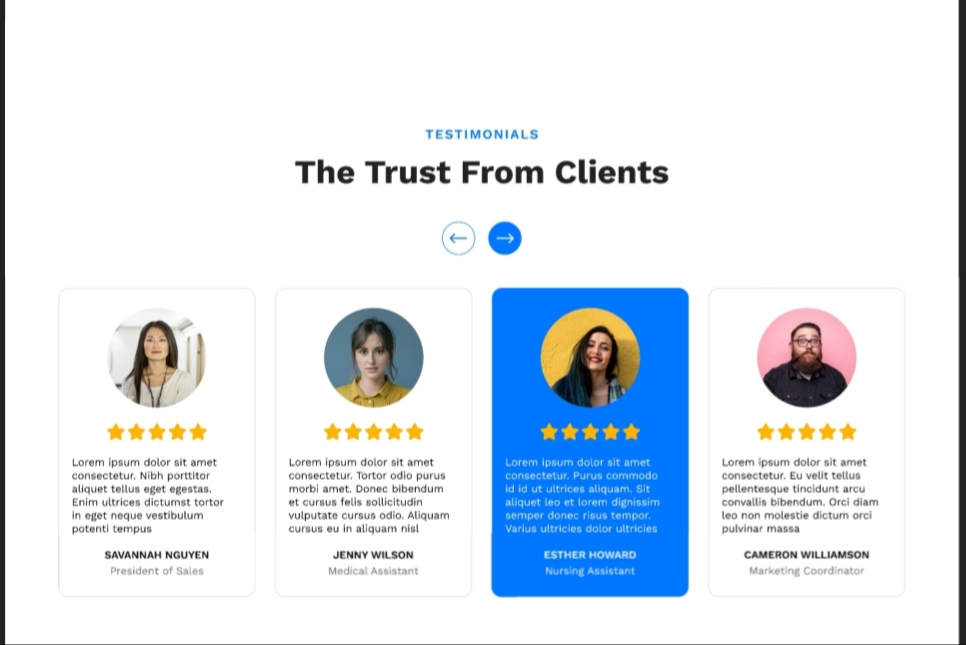 TESTIMONIALS
The Trust From Clients
Lorem ipsum dolor sit amet
consectetur. Nibh porttitor
aliquet tellus eget egestas.
Enim ultrices dictumst tortor
in eget neque vestibulum
potenti tempus
SAVANNAH NGUYEN
President of Sales
Lorem ipsum dolor sit amet
consectetur. Tortor odio purus
morbi amet. Donec bibendum
et cursus felis sollicitudin
vulputate cursus odio. Aliquam
cursus eu in aliquam nisl
JENNY WILSON
Medical Assistant
Lorem ipsum dolor sit amet
consectetur. Purus commodo
id id ut ultrices aliquam. Sit
aliquet leo et lorem dignissim
semper donec risus tempor.
Varius ultricies dolor ultricies
ESTHER HOWARD
Nursing Assistant
Lorem ipsum dolor sit amet
consectetur. Eu velit tellus
pellentesque tincidunt arcu
convallis bibendum. Orci diam
leo non molestie dictum orci
pulvinar massa
CAMERON WILLIAMSON
Marketing Coordinator